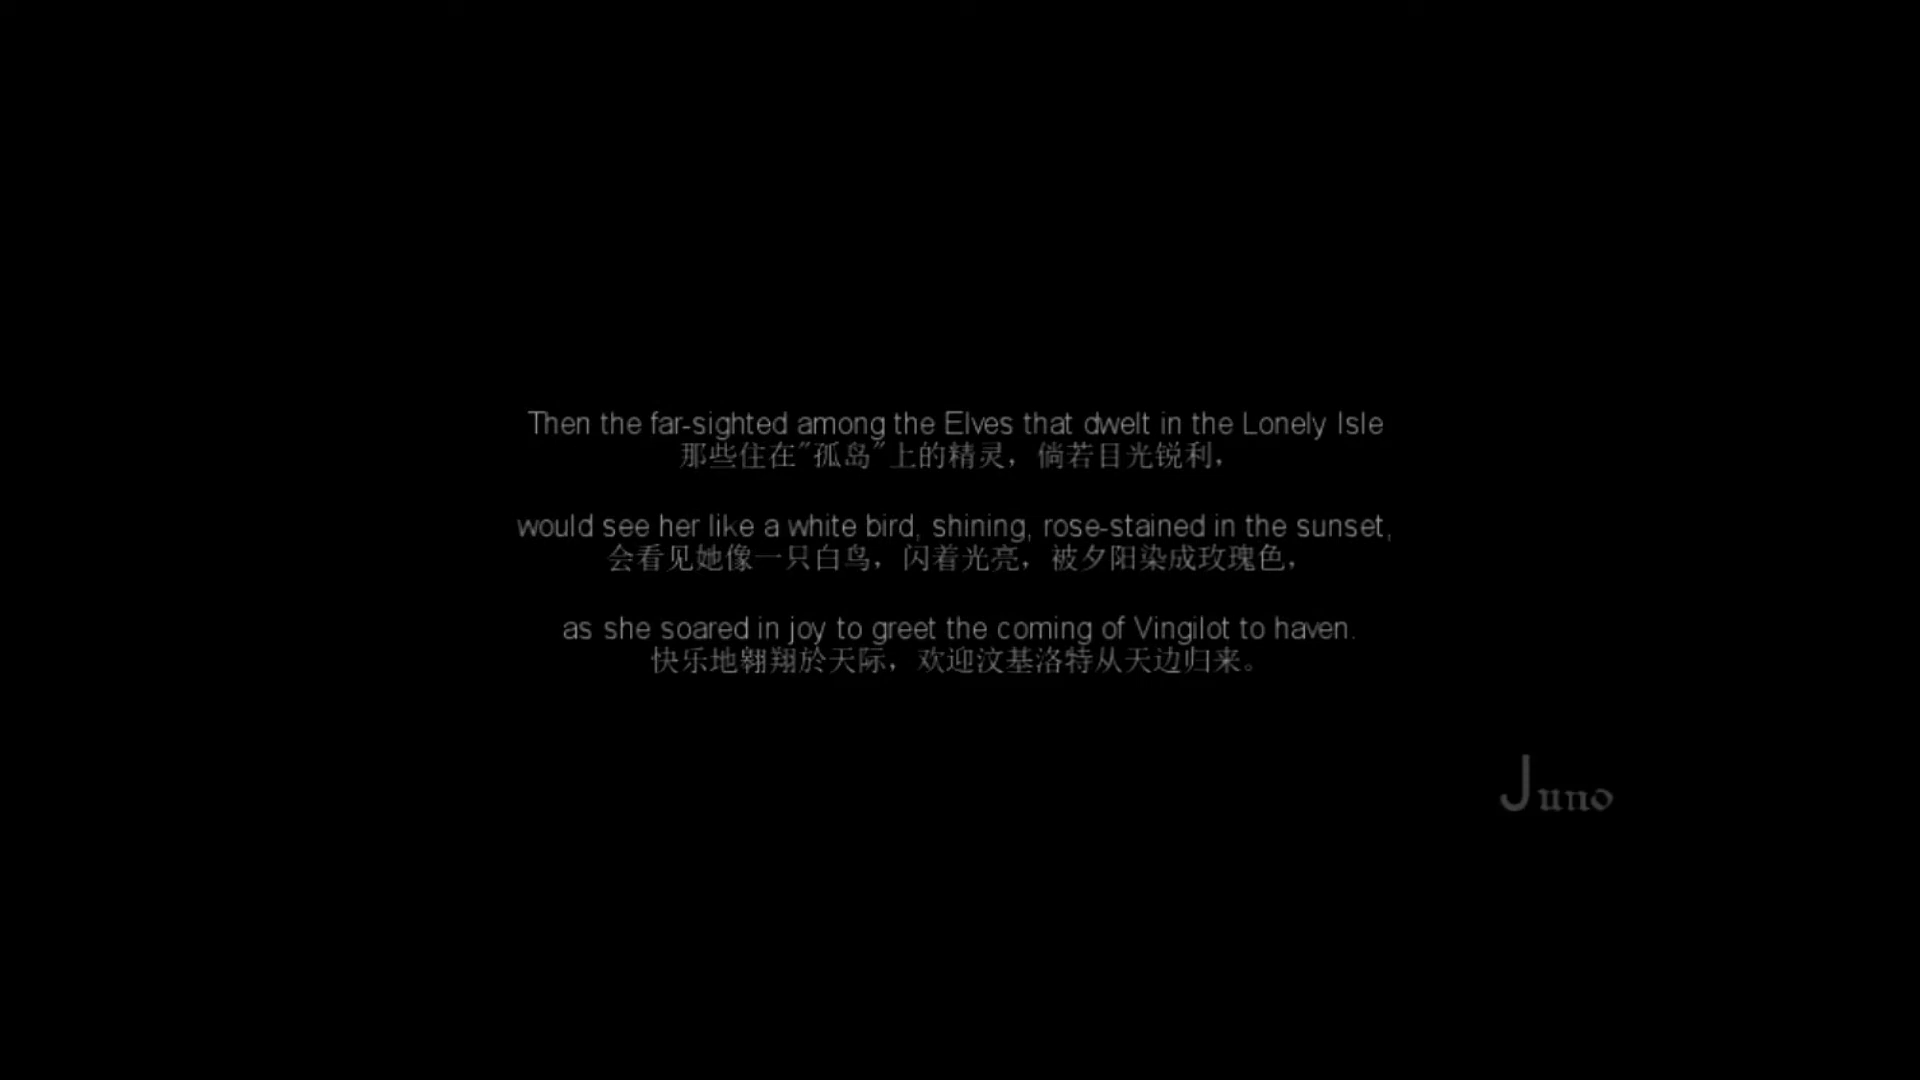 Then the far-sighted among the Elves that dwelt in the Lonely Isle
那些住在"孤岛"上的精灵，倘若目光锐利，
would see her like a white bird, shining, rose-stained in the sunset,
会看见她像一只白鸟，闪着光亮，被夕阳染成玫瑰色，
as she soared in joy to greet the coming of Vingilot to haven.
快乐地翱翔於天际，欢迎汶基洛特从天边归来。
Juno